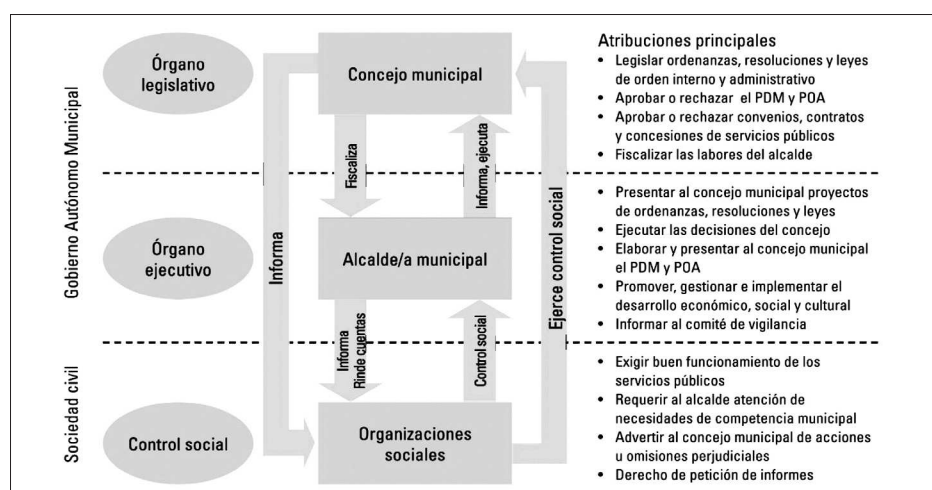 Gobierno Autónomo Municipal
Sociedad civil
Órgano
legislativo
Órgano
ejecutivo
Control social
Informa
Concejo municipal
Fiscaliza
Informa, ejecuta
Alcalde/a municipal
Informa
Rinde cuentas
Control social
Organizaciones
sociales
Ejerce control social
Atribuciones principales
• Legislar ordenanzas, resoluciones y leyes
de orden interno y administrativo
• Aprobar o rechazar el PDM y POA
• Aprobar o rechazar convenios, contratos
y concesiones de servicios públicos
• Fiscalizar las labores del alcalde
• Presentar al concejo municipal proyectos
de ordenanzas, resoluciones y leyes
• Ejecutar las decisiones del concejo
• Elaborar y presentar al concejo municipal
el PDM y POA
• Promover, gestionar e implementar el
desarrollo económico, social y cultural
• Informar al comité de vigilancia
• Exigir buen funcionamiento de los
servicios públicos
• Requerir al alcalde atención de
necesidades de competencia municipal
• Advertir al concejo municipal de acciones
u omisiones perjudiciales
• Derecho de petición de informes